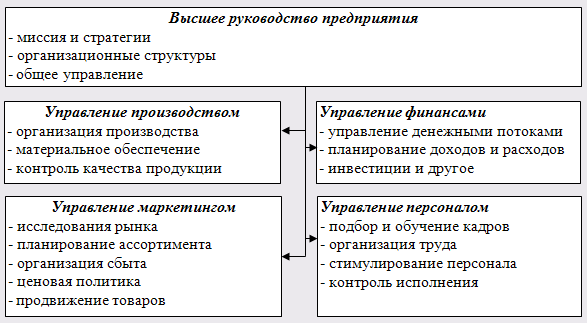 Высшее руководство предприятия
- миссия и стратегии
- организационные структуры
- общее управление
Управление производством
- организация производства
- материальное обеспечение
- контроль качества продукции
Управление финансами
- управление денежными потоками
- планирование доходов и расходов
- инвестиции и другое
Управление маркетингом
- исследования рынка
- планирование ассортимента
- организация сбыта
- ценовая политика
- продвижение товаров
Управление персоналом
- подбор и обучение кадров
- организация труда
- стимулирование персонала
- контроль исполнения